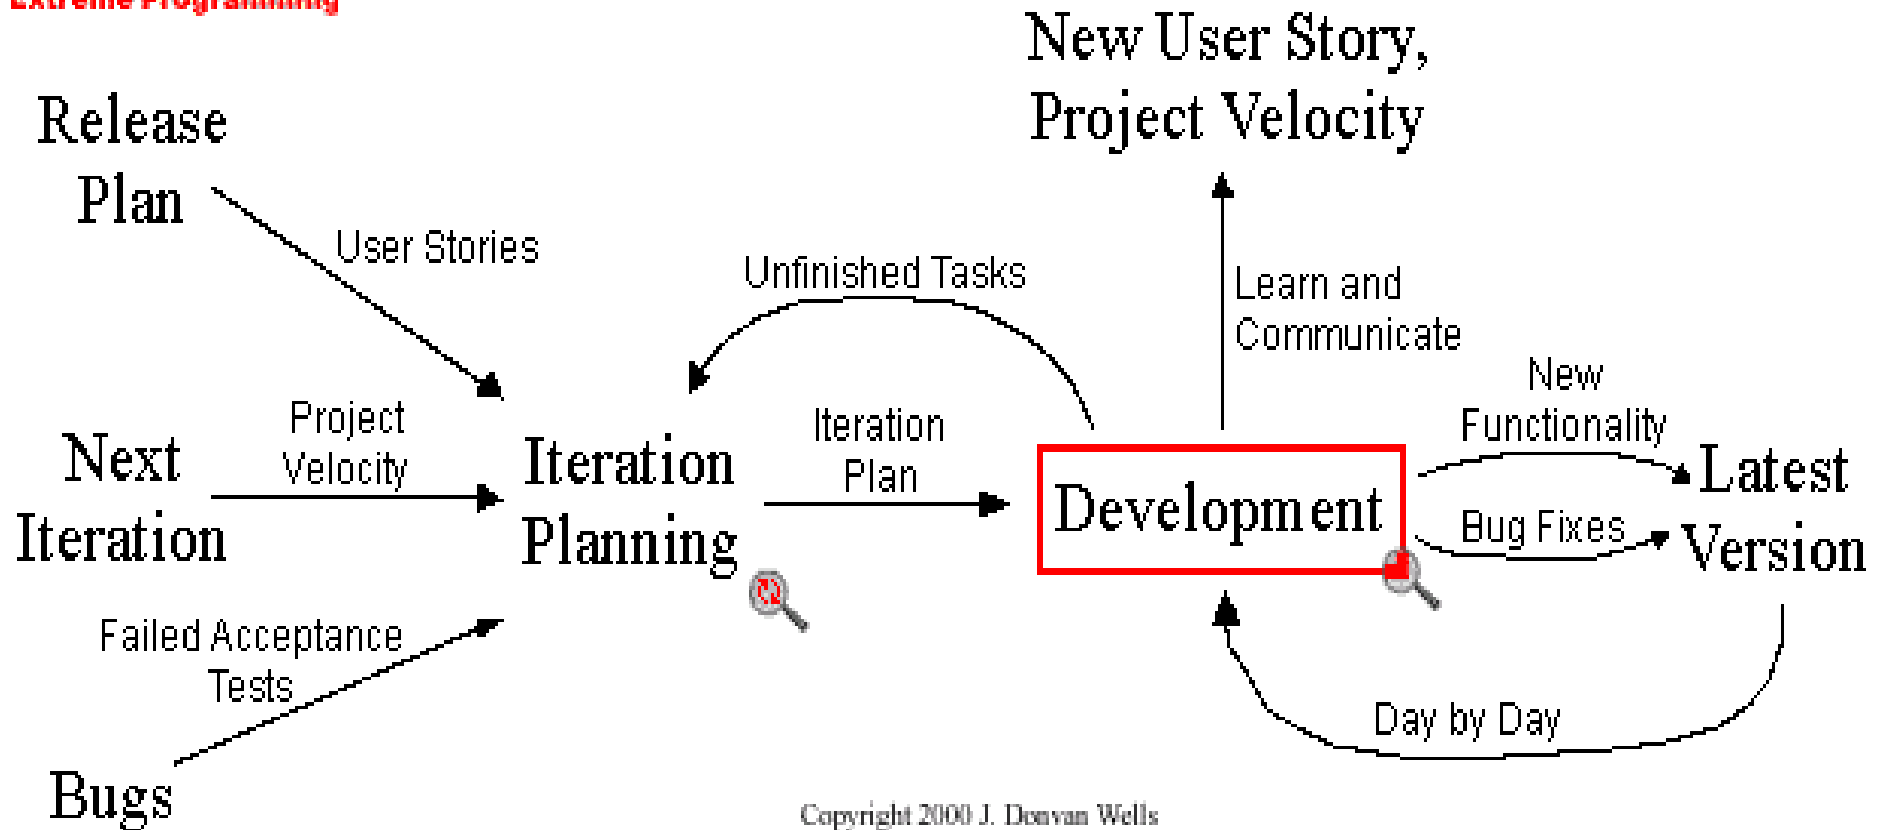 Extreme Programming
New User Story,
Project Velocity
Release
Plan
User Stories
Unfinished Tasks
Learn and
Communicate
New
Functionality
Project
Velocity
Next
Iteration
Iteration
Planning
Iteration
Plan
Development
Latest
Version
Bug Fixes
Failed Acceptance
Tests
Day by Day
Bugs
Copyright 2000 J. Donvan Wells